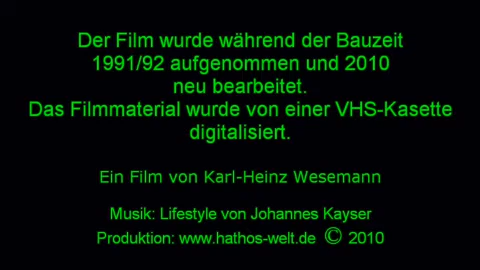 Der Film wurde während der Bauzeit
1991/92 aufgenommen und 2010
neu bearbeitet.
Das Filmmaterial wurde von einer VHS-Kasette
digitalisiert.
Ein Film von Karl-Heinz Wesemann
Musik: Lifestyle von Johannes Kayser
Produktion: www.hathos-welt.de © 2010